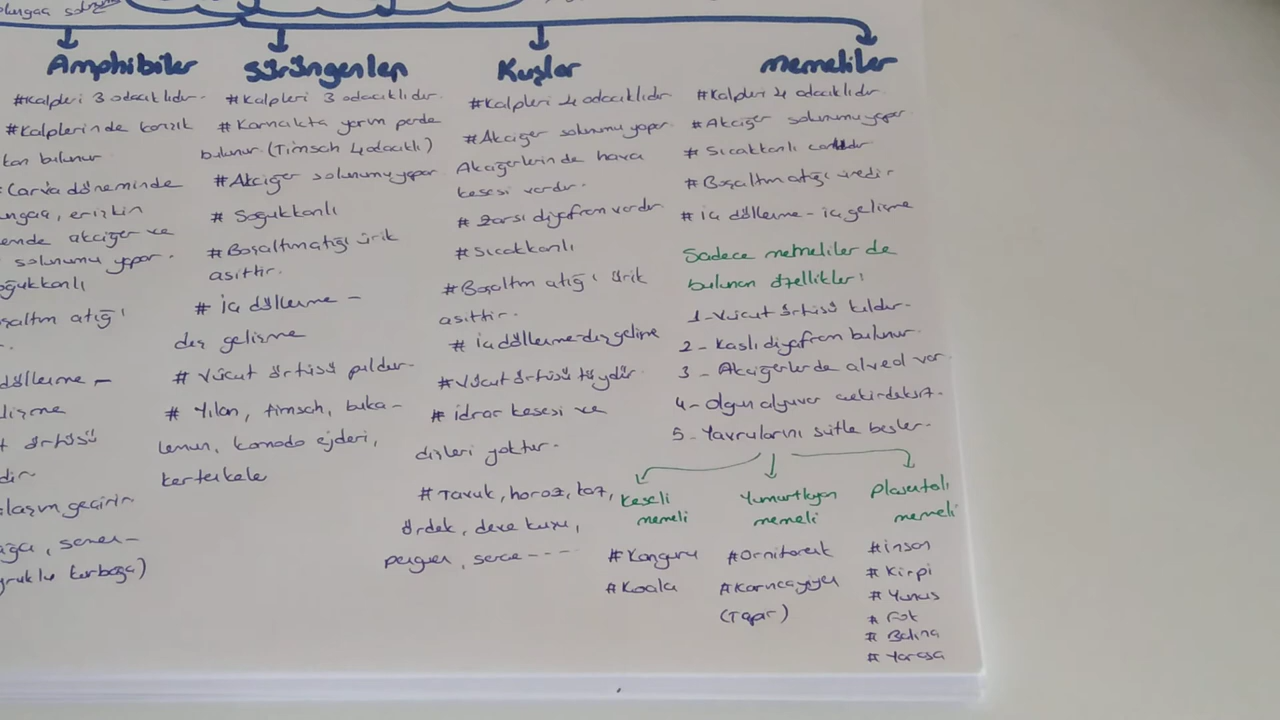 Amphibiler
#Kalpleri 3 odacıklıdır.
#Kalplerinde karışık
kan bulunur
Larva döneminde
erişkin
akciğer ve
solunumu yapar.
Sürüngenler
#Kalpleri 3 odacıklıdır.
#Karıncıkta yarım perde
bulunur (Timsah 4 odacıklı)
#Akciğer solunumu yapar
# Soğukkanlı
#Boşaltım atığı ürik
asittir.
# İç döllenme -
dış gelişme
# Vücut örtüsü puldur.
# Yılan, timsah, buka-
lemun, komodo ejderi,
kertenkele
Kuşlar
#Kalpleri 4 odacıklıdır
#Akciğer solunumu yapar
Akciğerlerinde hava
kesesi vardır.
# Zarsı diyafram vardır
#Sıcakkanlı
#Boşaltım atığı ürik
asittir.
# iç döllenme-dış gelişme
#Vücut örtüsü tüydür
# idrar kesesi ve
dişleri yoktur.
#Tavuk, horoz, kaz,
ördek, deve kuşu,
penguen, serçe ----
memeliler
#Kalpleri 4 odacıklıdır.
#Akciğer solunumu yapar.
# Sıcakkanlı
#Boşaltım atığı üredir
# iç döllenme - iç gelişme
Sadece memeliler de
bulunan özellikler:
1-Vücut örtüsü kıldır.
2- Kaslı diyafram bulunur.
3 - Akciğerlerde alveol var.
4- Olgun alyuvar çekirdeksiz.
5- Yavrularını sütle besler.
Keseli
memeli
#Kanguru
#Koala
Yumurtlayan
memeli
#Ornitorenk
#Karıncayiyen
Plasentalı
memeli
#insan
# Kirpi
# Yunus
# Fok
# Balina
# Yarasa